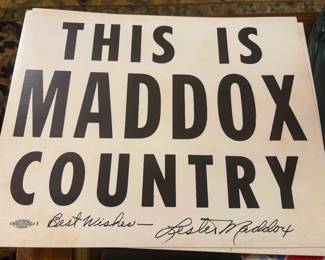 THIS IS
MADDOX
COUNTRY
Best Wishes— Lester Maddox